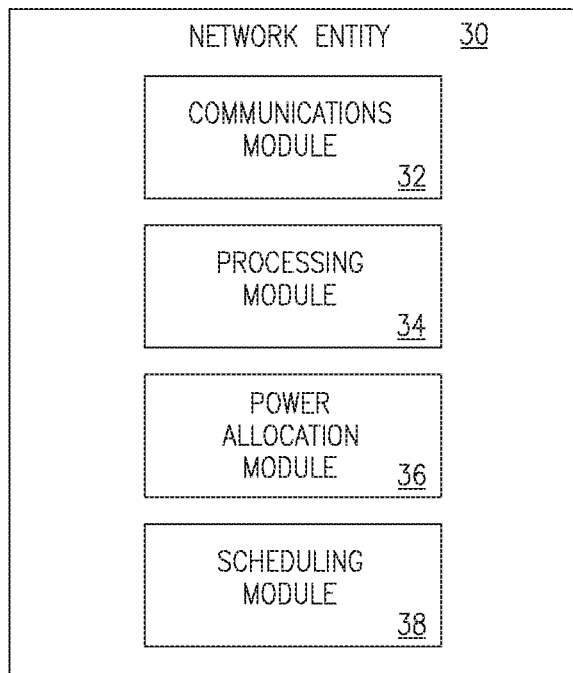 NETWORK ENTITY 30
COMMUNICATIONS
MODULE
32
PROCESSING
MODULE
34
POWER
ALLOCATION
MODULE
36
SCHEDULING
MODULE
38